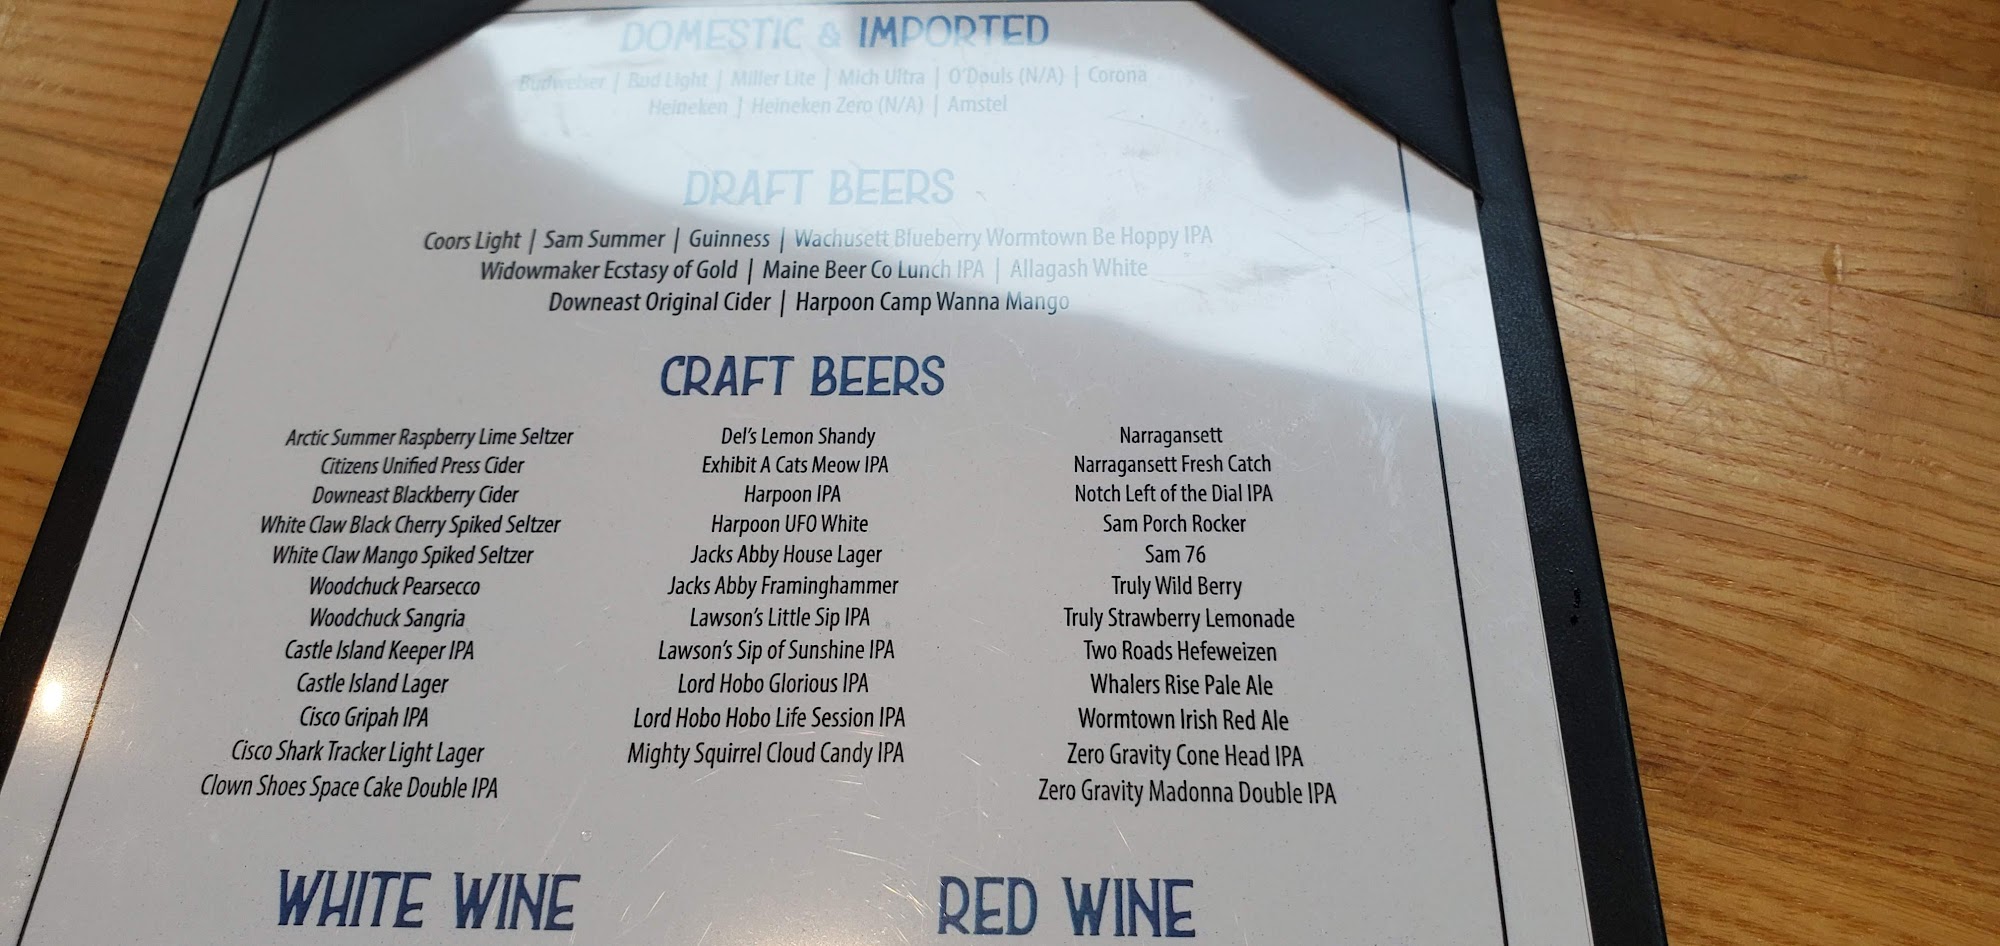 DOMESTIC & IMPORTED
Budweiser | Bud Light | Miller Lite | Mich Ultra | O'Douls (N/A) | Corona
Heineken | Heineken Zero (N/A) | Amstel
DRAFT BEERS
Coors Light | Sam Summer | Guinness | Wachusett Blueberry Wormtown Be Hoppy IPA
Widowmaker Ecstasy of Gold | Maine Beer Co Lunch IPA | Allagash White
Downeast Original Cider | Harpoon Camp Wanna Mango
CRAFT BEERS
Arctic Summer Raspberry Lime Seltzer
Citizens Unified Press Cider
Downeast Blackberry Cider
White Claw Black Cherry Spiked Seltzer
White Claw Mango Spiked Seltzer
Woodchuck Pearsecco
Woodchuck Sangria
Castle Island Keeper IPA
Castle Island Lager
Cisco Gripah IPA
Cisco Shark Tracker Light Lager
Clown Shoes Space Cake Double IPA
Del's Lemon Shandy
Exhibit A Cats Meow IPA
Harpoon IPA
Harpoon UFO White
Jacks Abby House Lager
Jacks Abby Framinghammer
Lawson's Little Sip IPA
Lawson's Sip of Sunshine IPA
Lord Hobo Glorious IPA
Lord Hobo Hobo Life Session IPA
Mighty Squirrel Cloud Candy IPA
Narragansett
Narragansett Fresh Catch
Notch Left of the Dial IPA
Sam Porch Rocker
Sam 76
Truly Wild Berry
Truly Strawberry Lemonade
Two Roads Hefeweizen
Whalers Rise Pale Ale
Wormtown Irish Red Ale
Zero Gravity Cone Head IPA
Zero Gravity Madonna Double IPA
WHITE WINE
RED WINE